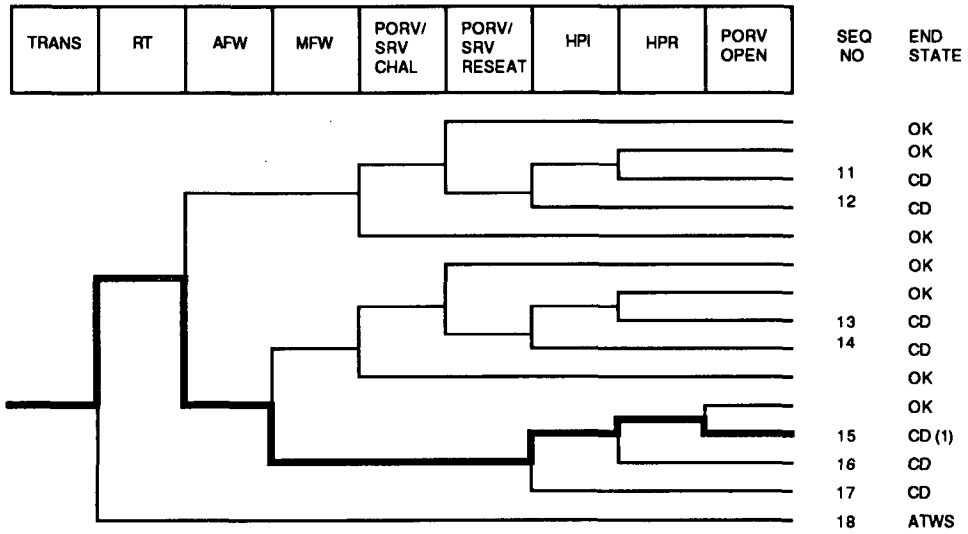 TRANS RT AFW MFW PORV/ SRV CHAL PORV/ SRV RESEAT HPI HPR PORV OPEN SEQ NO END STATE
OK
OK
11 CD
12 CD
OK
OK
OK
13 CD
14 CD
OK
OK
15 CD (1)
16 CD
17 CD
18 ATWS